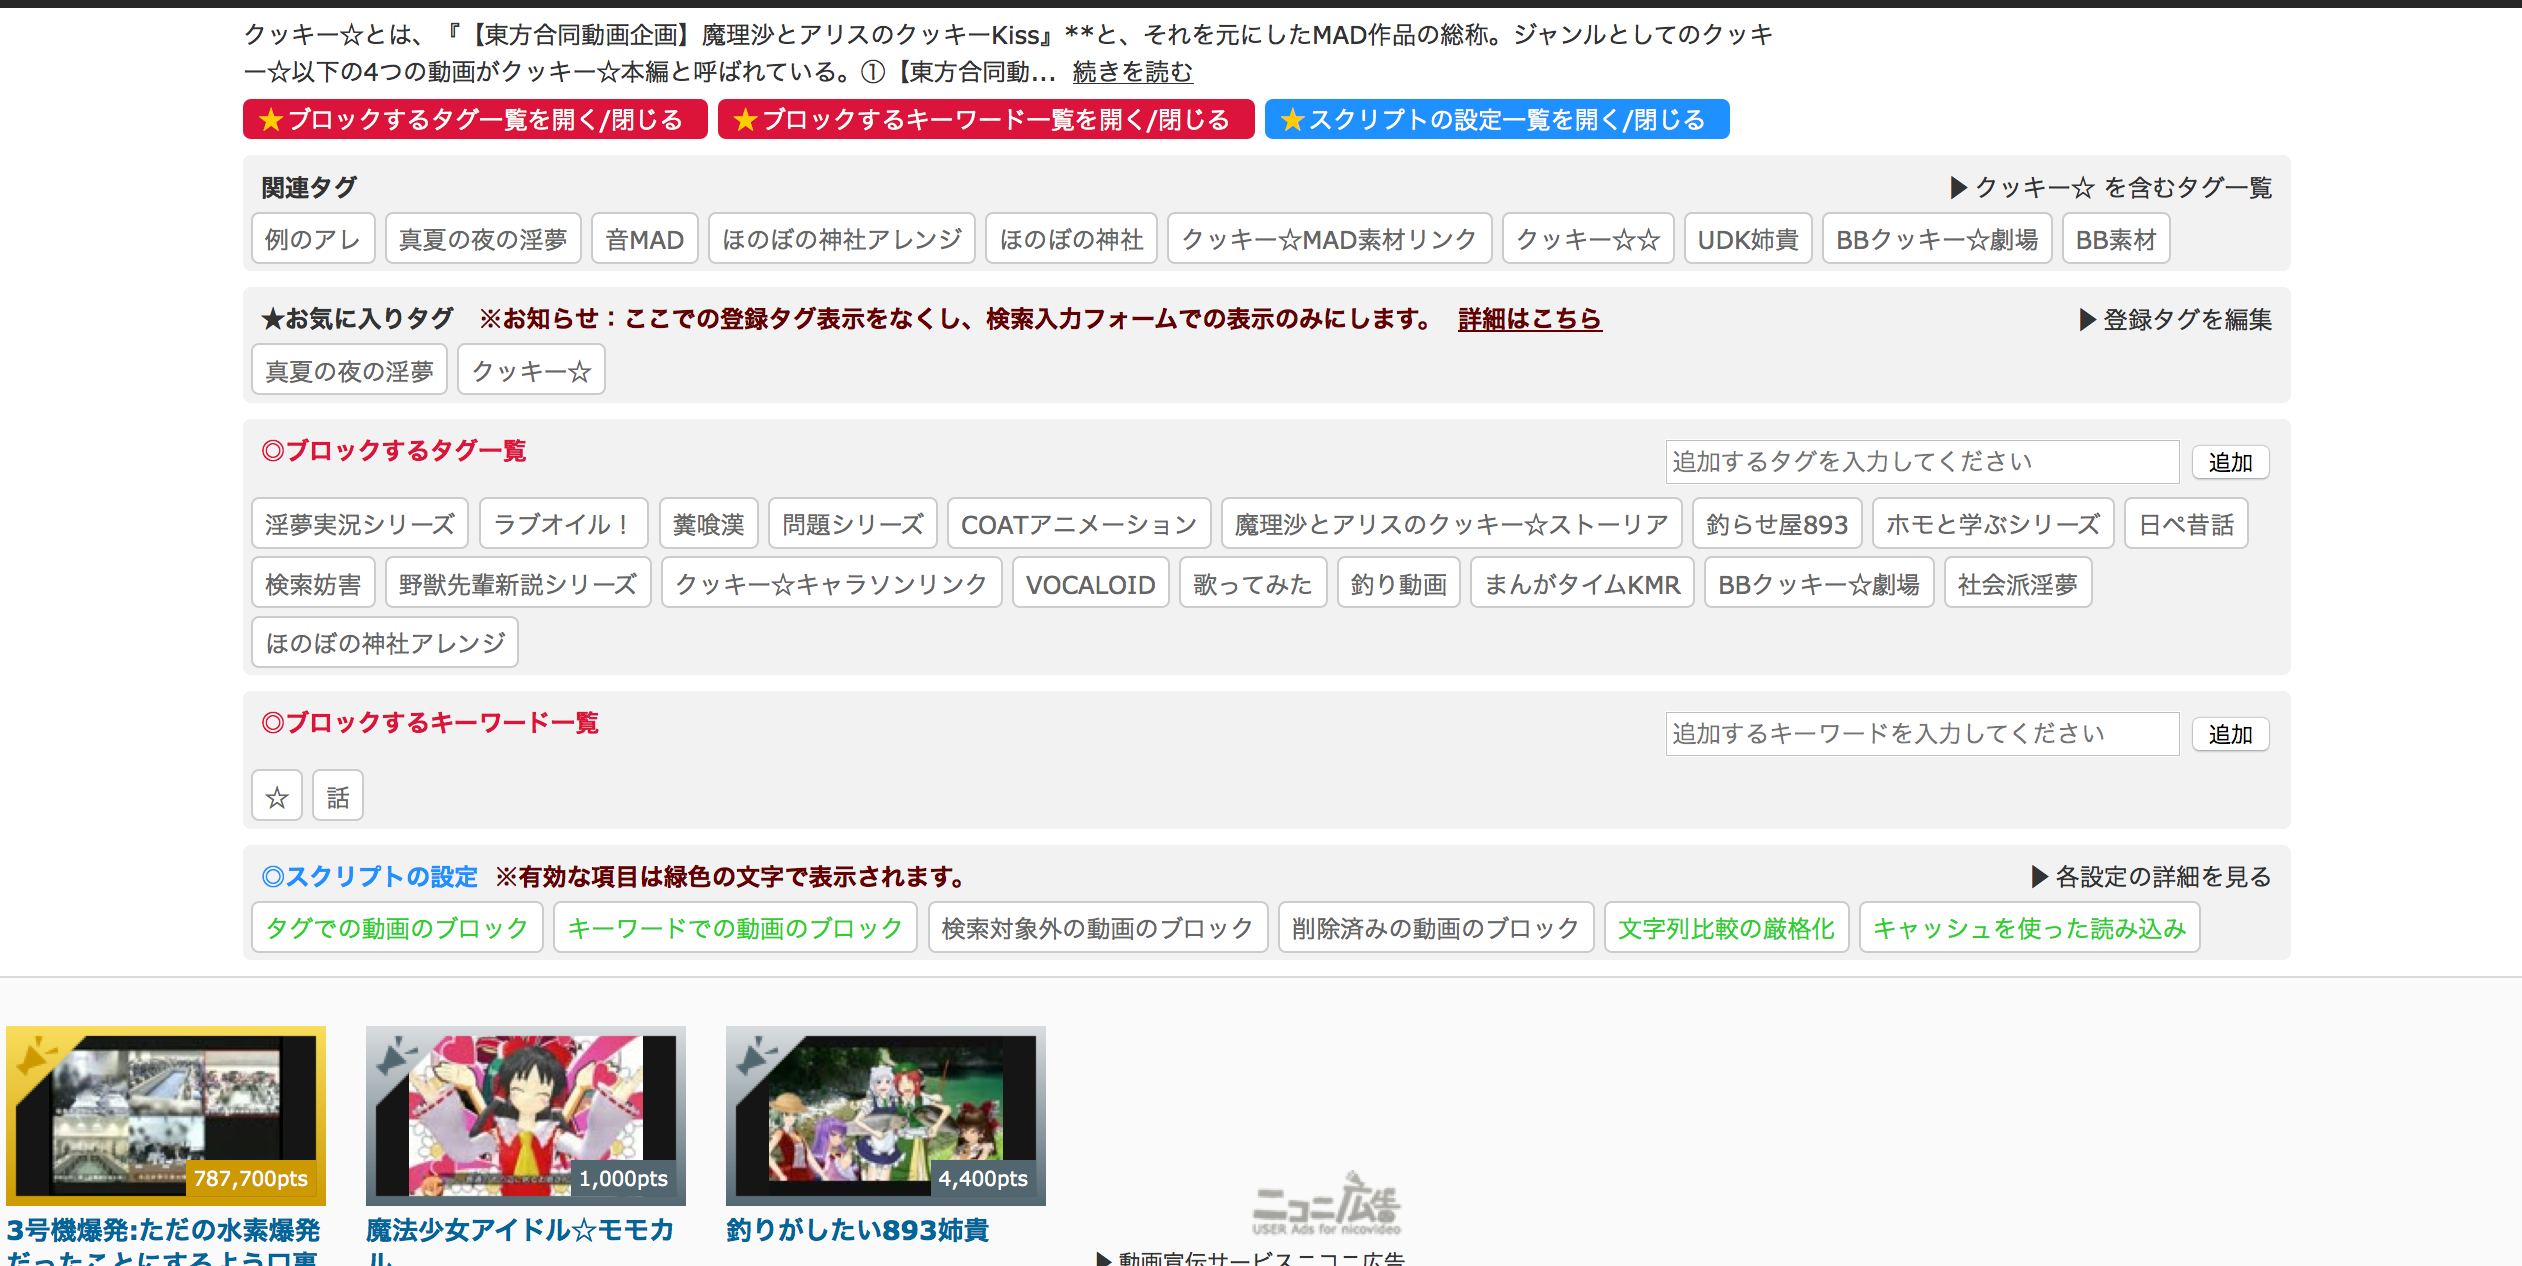 クッキー☆とは、『【東方合同動画企画】魔理沙とアリスのクッキーKiss』**と、それを元にしたMAD作品の総称。ジャンルとしてのクッキ
ー☆以下の4つの動画がクッキー☆本編と呼ばれている。①【東方合同動... 続きを読む
★ブロックするタグ一覧を開く/閉じる ★ブロックするキーワード一覧を開く/閉じる ★スクリプトの設定一覧を開く/閉じる
関連タグ ▶クッキー☆ を含むタグ一覧
例のアレ 真夏の夜の淫夢 音MAD ほのぼの神社アレンジ ほのぼの神社 クッキー☆MAD素材リンク クッキー☆☆ UDK姉貴 BBクッキー☆劇場 BB素材
★お気に入りタグ ※お知らせ：ここでの登録タグ表示をなくし、検索入力フォームでの表示のみにします。 詳細はこちら ▶登録タグを編集
真夏の夜の淫夢 クッキー☆
◎ブロックするタグ一覧 追加するタグを入力してください 追加
淫夢実況シリーズ ラブオイル！ 糞喰漢 問題シリーズ COATアニメーション 魔理沙とアリスのクッキー☆ストーリア 釣らせ屋893 ホモと学ぶシリーズ 日ペ昔話
検索妨害 野獣先輩新説シリーズ クッキー☆キャラソンリンク VOCALOID 歌ってみた 釣り動画 まんがタイムKMR BBクッキー☆劇場 社会派淫夢
ほのぼの神社アレンジ
◎ブロックするキーワード一覧 追加するキーワードを入力してください 追加
☆ 話
◎スクリプトの設定 ※有効な項目は緑色の文字で表示されます。 ▶各設定の詳細を見る
タグでの動画のブロック キーワードでの動画のブロック 検索対象外の動画のブロック 削除済みの動画のブロック 文字列比較の厳格化 キャッシュを使った読み込み
787,700pts 1,000pts 4,400pts
ニコニ広告
USER Ads for nicovideo
3号機爆発:ただの水素爆発
だったことにするよう口裏
魔法少女アイドル☆モモカ
ル
釣りがしたい893姉貴
▶動画宣伝サービスニコニ広告